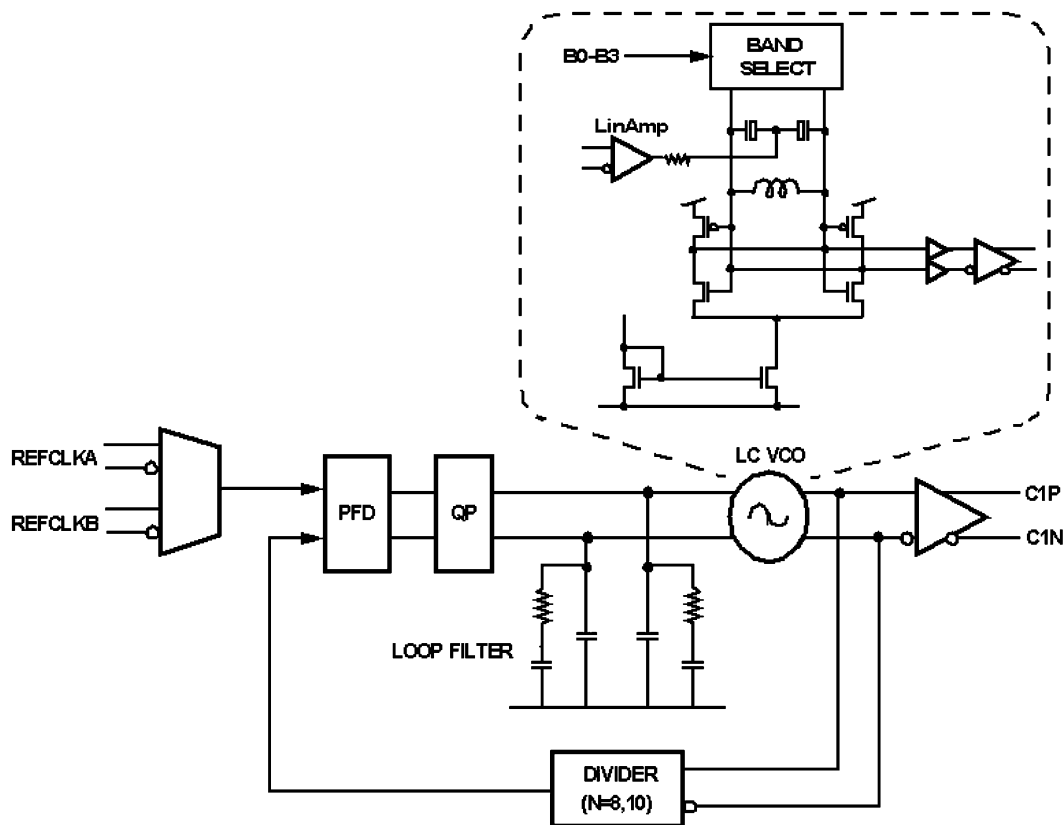 B0-B3
BAND
SELECT
LinAmp
LC VCO
REFCLKA
REFCLKB
PFD
QP
C1P
C1N
LOOP FILTER
DIVIDER
(N=8,10)